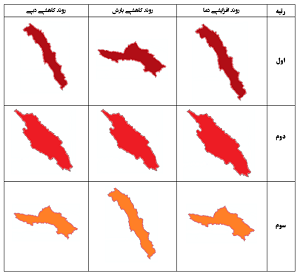 رتبه
روند افزایشی دما
روند کاهشی بارش
روند کاهشی دبی
اول
دوم
سوم